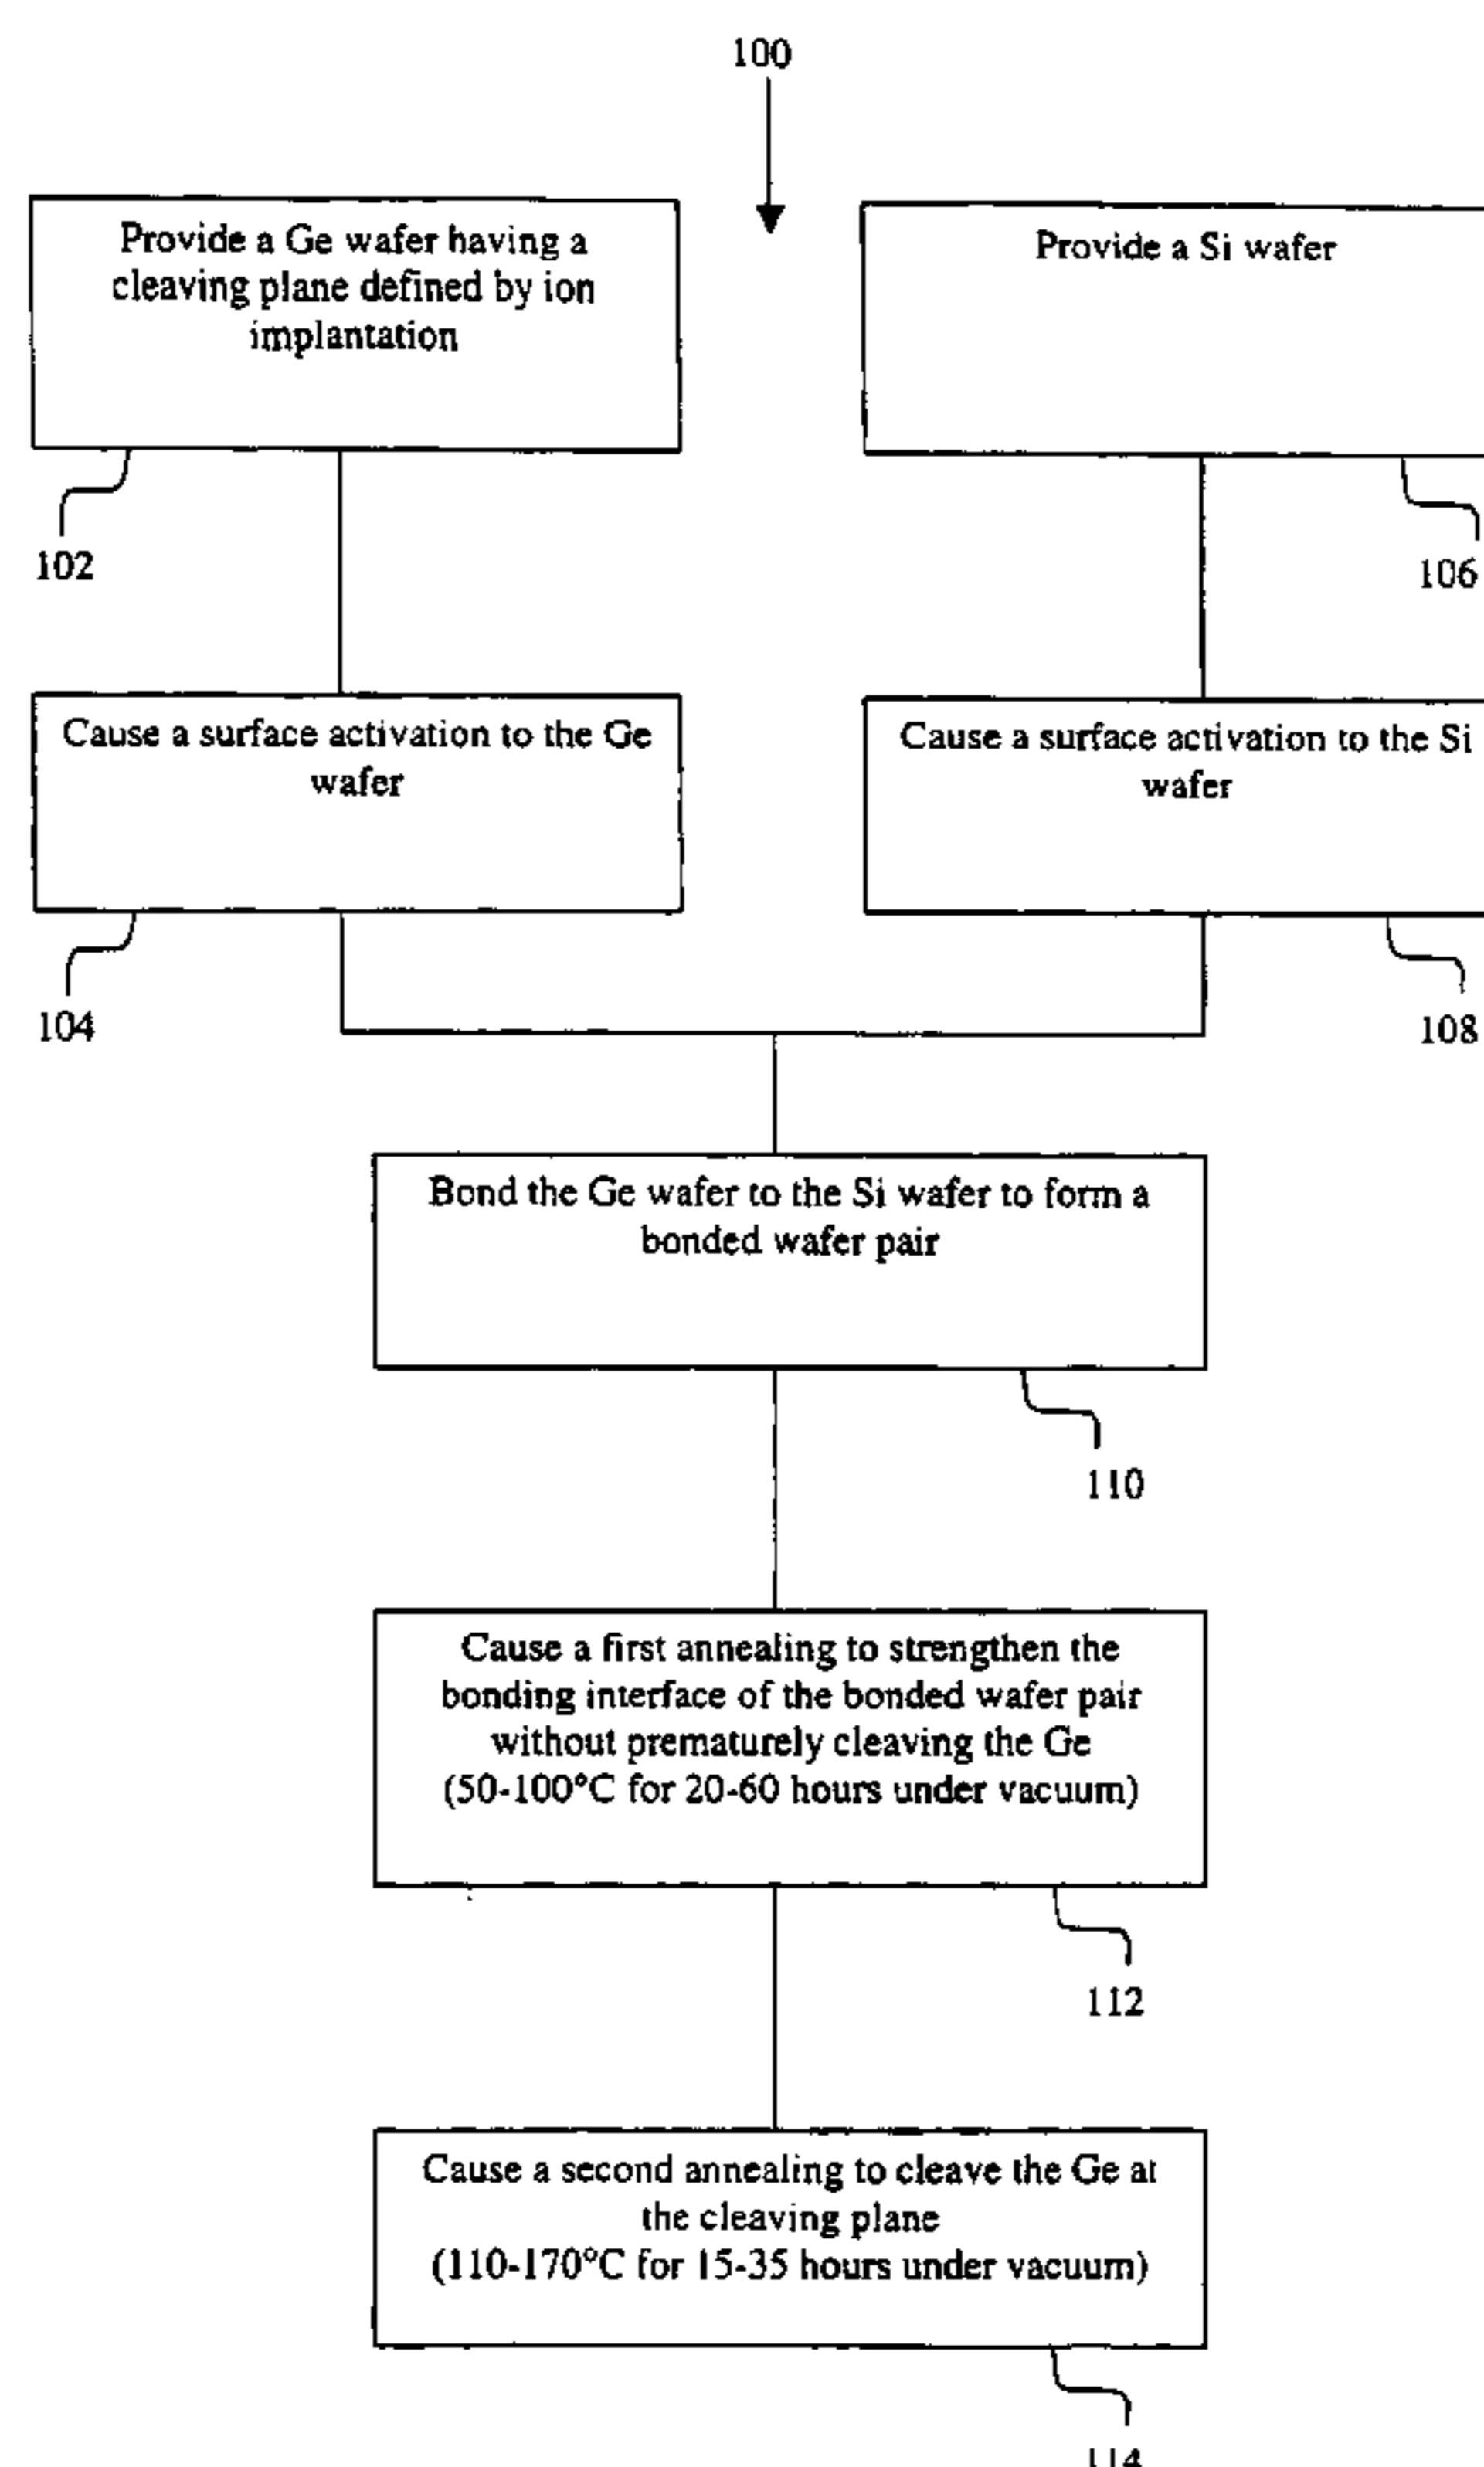 100
Provide a Ge wafer having a
cleaving plane defined by ion
implantation
Provide a Si wafer
102
106
Cause a surface activation to the Ge
wafer
Cause a surface activation to the Si
wafer
104
108
Bond the Ge wafer to the Si wafer to form a
bonded wafer pair
110
Cause a first annealing to strengthen the
bonding interface of the bonded wafer pair
without prematurely cleaving the Ge
(50-100°C for 20-60 hours under vacuum)
112
Cause a second annealing to cleave the Ge at
the cleaving plane
(110-170°C for 15-35 hours under vacuum)
114